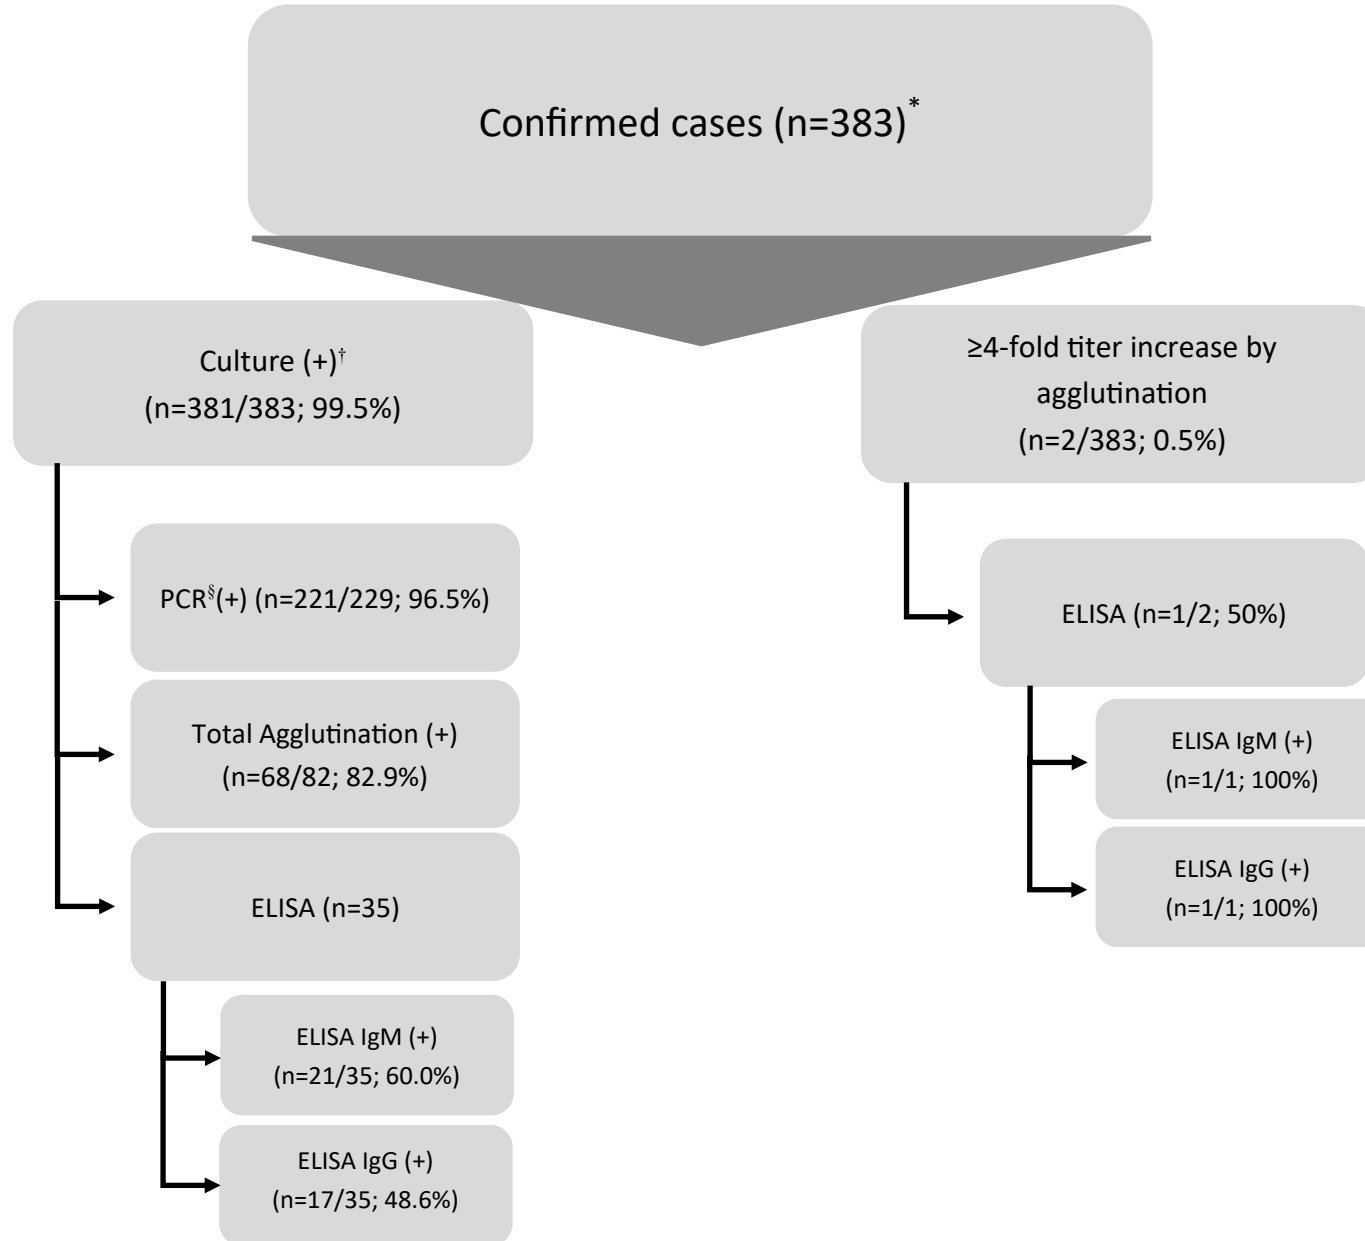 Confirmed cases (n=383)*
Culture (+)†
(n=381/383; 99.5%)
PCR§(+) (n=221/229; 96.5%)
Total Agglutination (+)
(n=68/82; 82.9%)
ELISA (n=35)
ELISA IgM (+)
(n=21/35; 60.0%)
ELISA IgG (+)
(n=17/35; 48.6%)
≥4-fold titer increase by
agglutination
(n=2/383; 0.5%)
ELISA (n=1/2; 50%)
ELISA IgM (+)
(n=1/1; 100%)
ELISA IgG (+)
(n=1/1; 100%)